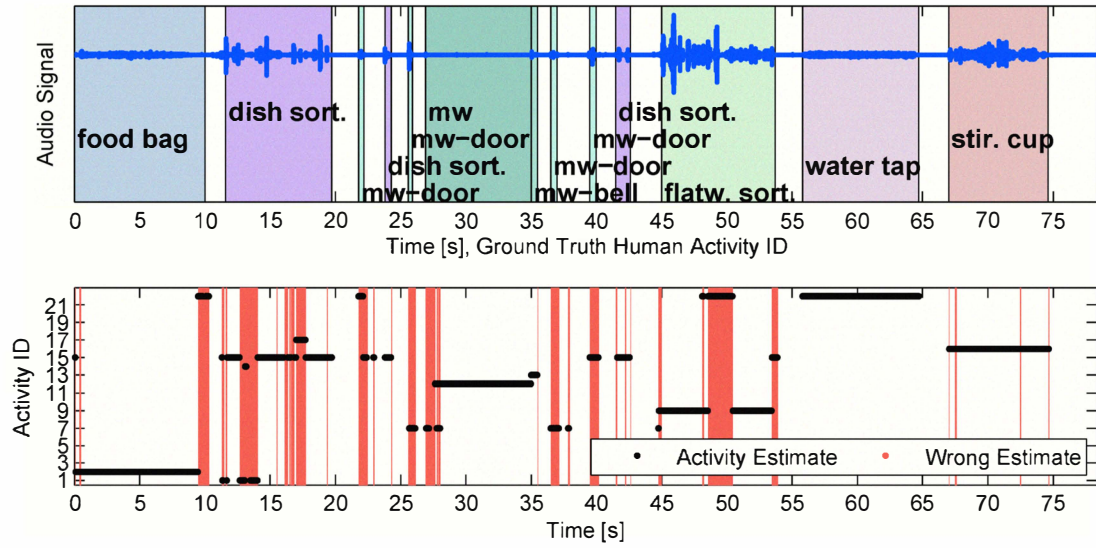 Audio Signal
dish sort. mw dish sort.
food bag mw-door mw-door stir. cup
dish sort. mw-door water tap
mw-door mw-bell flatw. sort.
0 5 10 15 20 25 30 35 40 45 50 55 60 65 70 75
Time [s], Ground Truth Human Activity ID
Activity ID
21
19
17
15
13
11
9
7
5
3
1
Activity Estimate Wrong Estimate
0 5 10 15 20 25 30 35 40 45 50 55 60 65 70 75
Time [s]